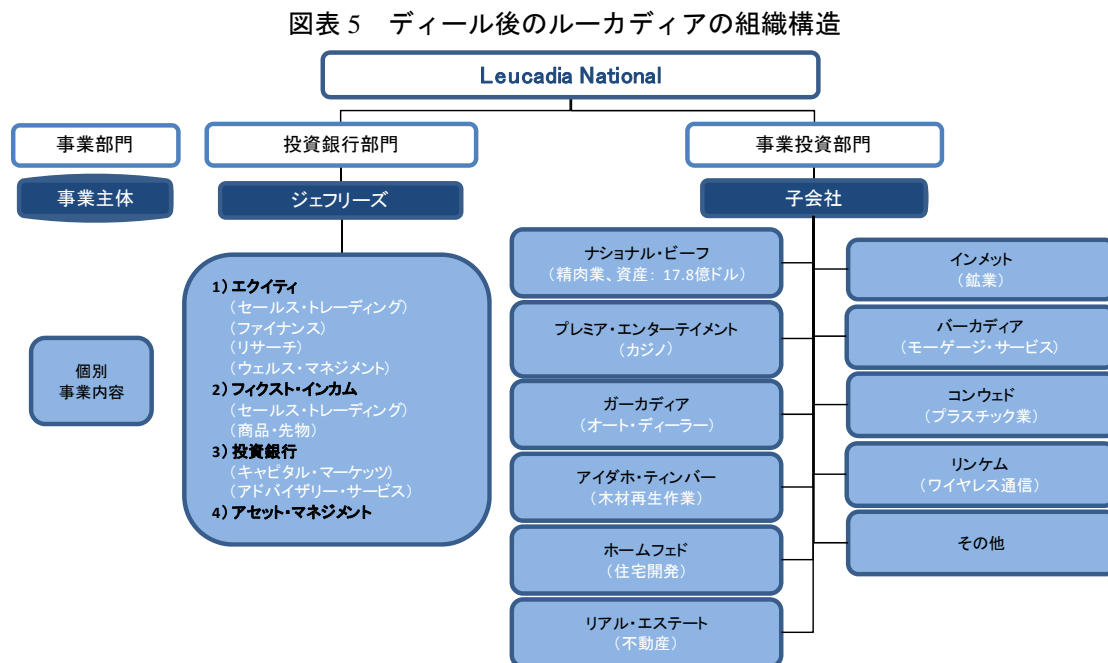 図表 5 ディール後のルーカディアの組織構造
Leucadia National
事業部門
投資銀行部門
事業投資部門
事業主体
ジェフリーズ
子会社
個別
事業内容
1) エクイティ
（セールス・トレーディング）
（ファイナンス）
（リサーチ）
（ウェルス・マネジメント）
2) フィクスト・インカム
（セールス・トレーディング）
（商品・先物）
3) 投資銀行
（キャピタル・マーケッツ）
（アドバイザリー・サービス）
4) アセット・マネジメント
ナショナル・ビーフ
（精肉業、資産： 17.8億ドル）
プレミア・エンターテイメント
（カジノ）
ガーカディア
（オート・ディーラー）
アイダホ・ティンバー
（木材再生作業）
ホームフェド
（住宅開発）
リアル・エステート
（不動産）
インメット
（鉱業）
バーカディア
（モーゲージ・サービス）
コンウェド
（プラスチック業）
リンケム
（ワイヤレス通信）
その他